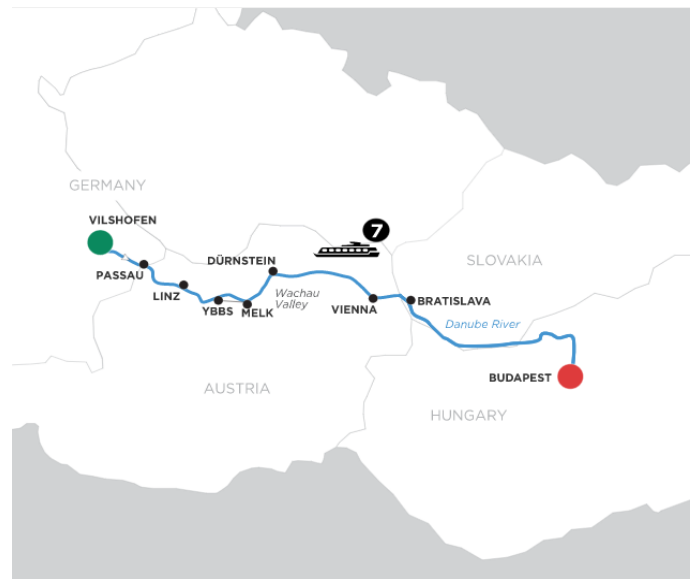 GERMANY
VILSHOFEN
PASSAU
LINZ
YBBS
MELK
DÜRNSTEIN
Wachau
Valley
7
VIENNA
BRATISLAVA
SLOVAKIA
Danube River
BUDAPEST
AUSTRIA
HUNGARY